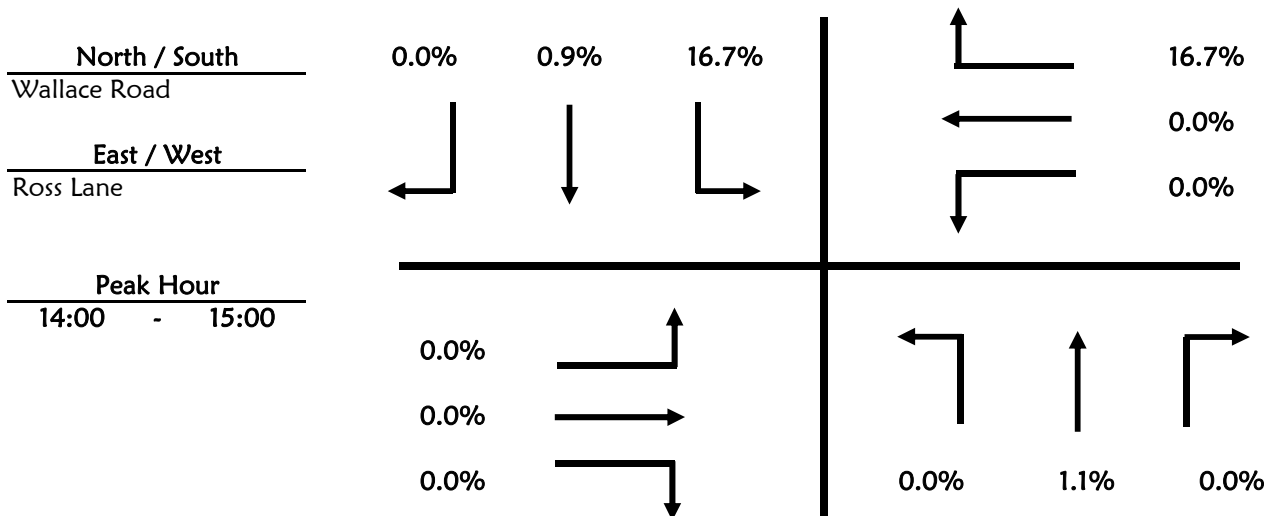 North / South
Wallace Road
East / West
Ross Lane
Peak Hour
14:00 - 15:00
0.0% 0.9% 16.7%
16.7%
0.0%
0.0%
0.0%
0.0%
0.0%
0.0% 1.1% 0.0%